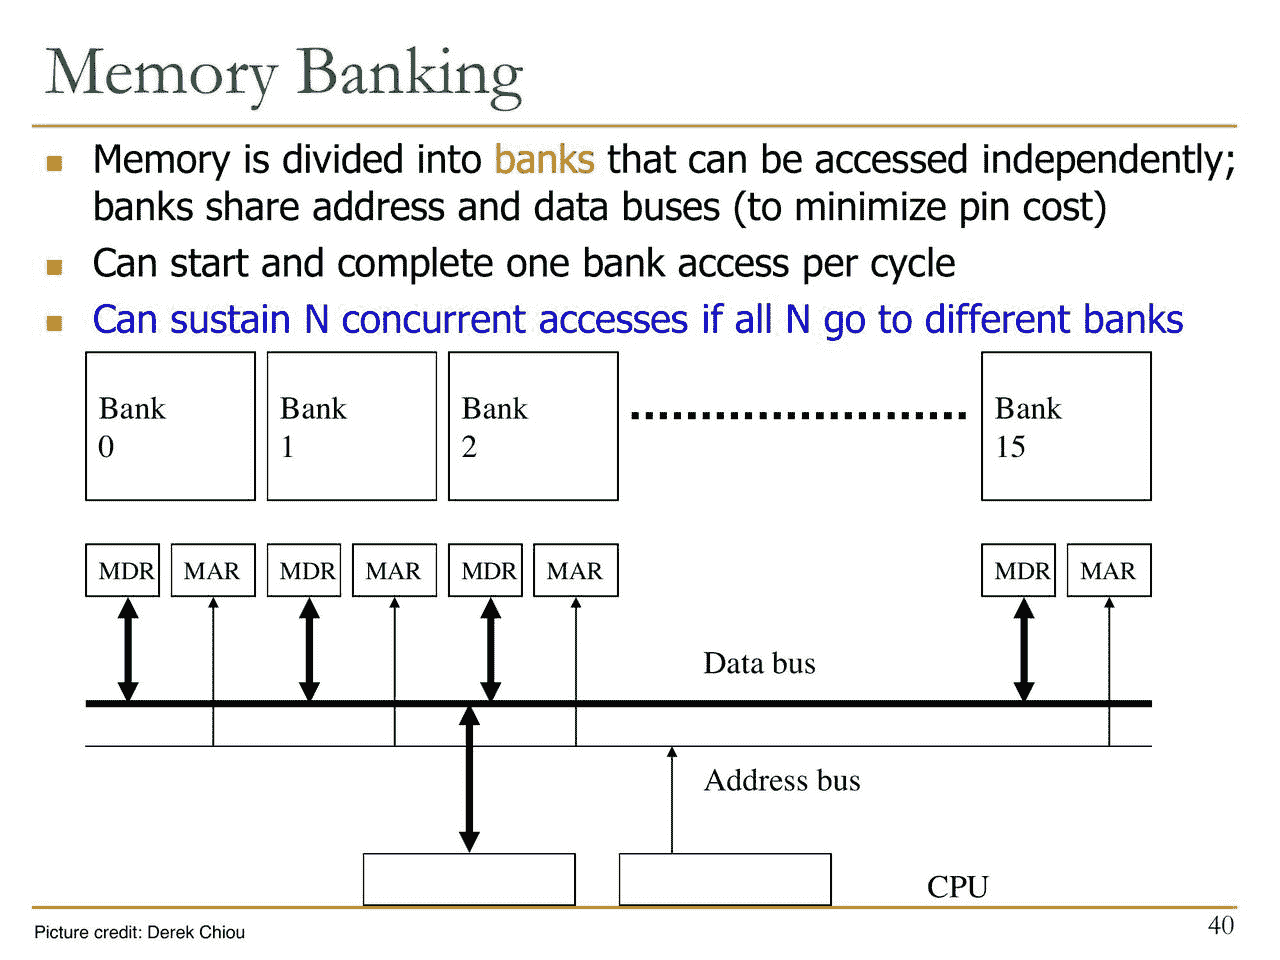 Memory Banking
Memory is divided into banks that can be accessed independently;
banks share address and data buses (to minimize pin cost)
Can start and complete one bank access per cycle
Can sustain N concurrent accesses if all N go to different banks
Bank
0
Bank
1
Bank
2
Bank
15
MDR
MAR
MDR
MAR
MDR
MAR
MDR
MAR
Data bus
Address bus
CPU
Picture credit: Derek Chiou
40